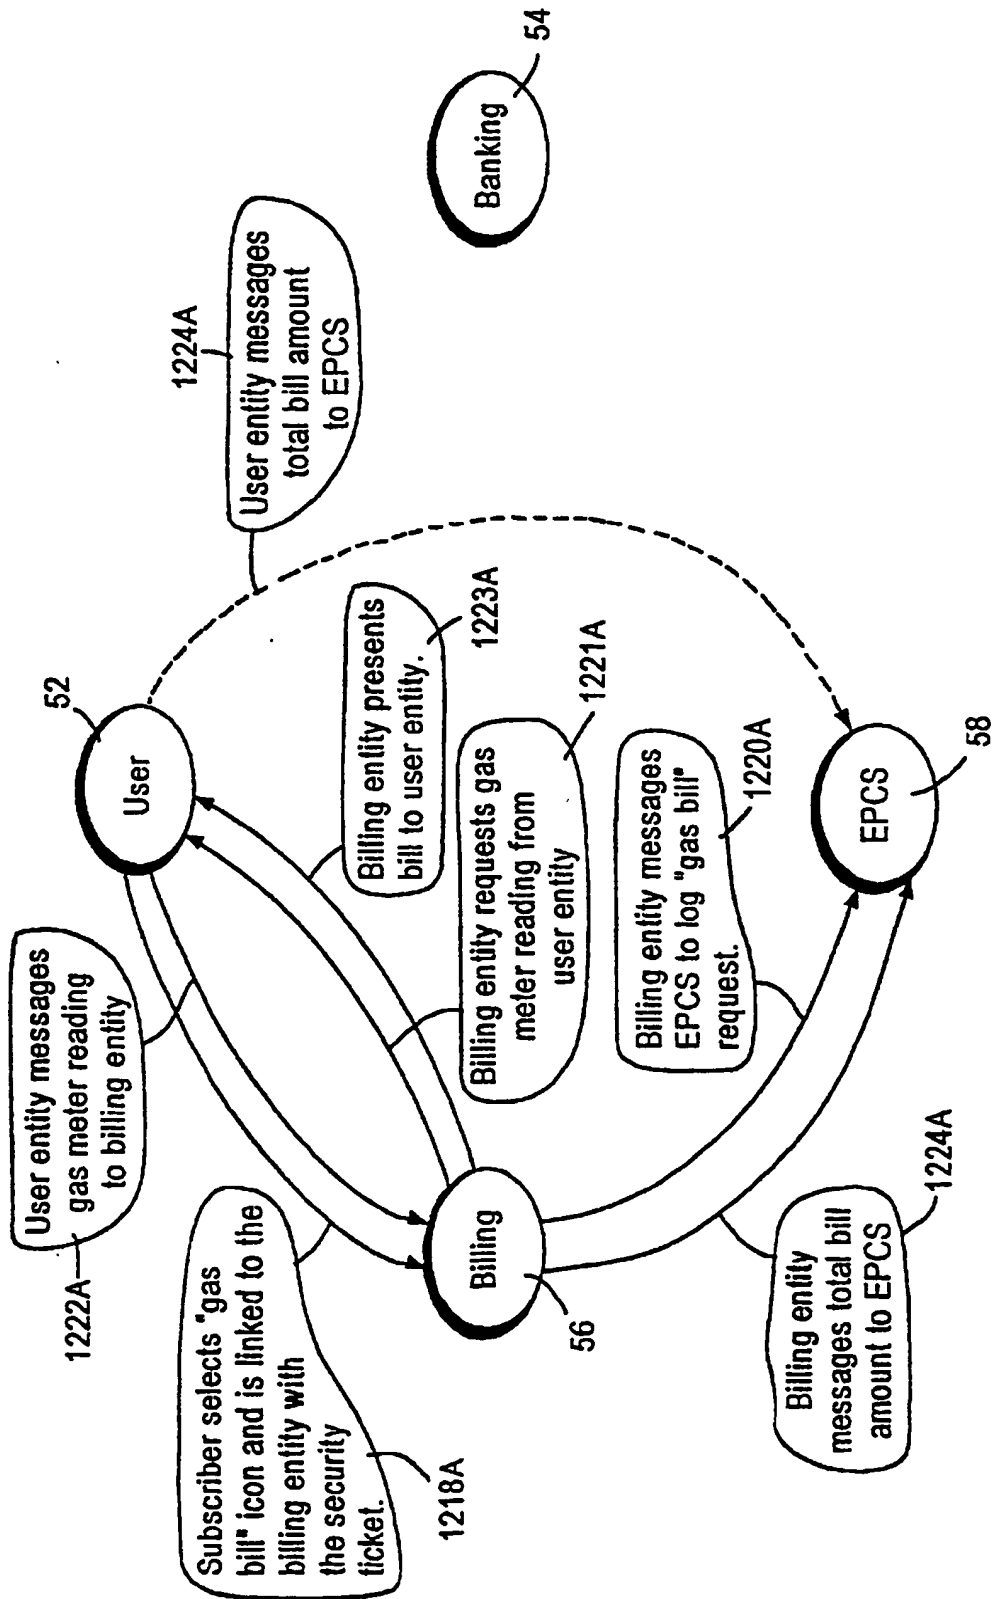 1222A
User entity messages
gas meter reading
to billing entity
52
User
1224A
User entity messages
total bill amount
to EPCS
Banking
54
Subscriber selects "gas
bill" icon and is linked to the
billing entity with
the security
ticket.
1218A
Billing entity presents
bill to user entity.
1223A
Billing
56
Billing entity requests gas
meter reading from
user entity
1221A
Billing entity messages
EPCS to log "gas bill"
request.
1220A
Billing entity
messages total bill
amount to EPCS
1224A
EPCS
58